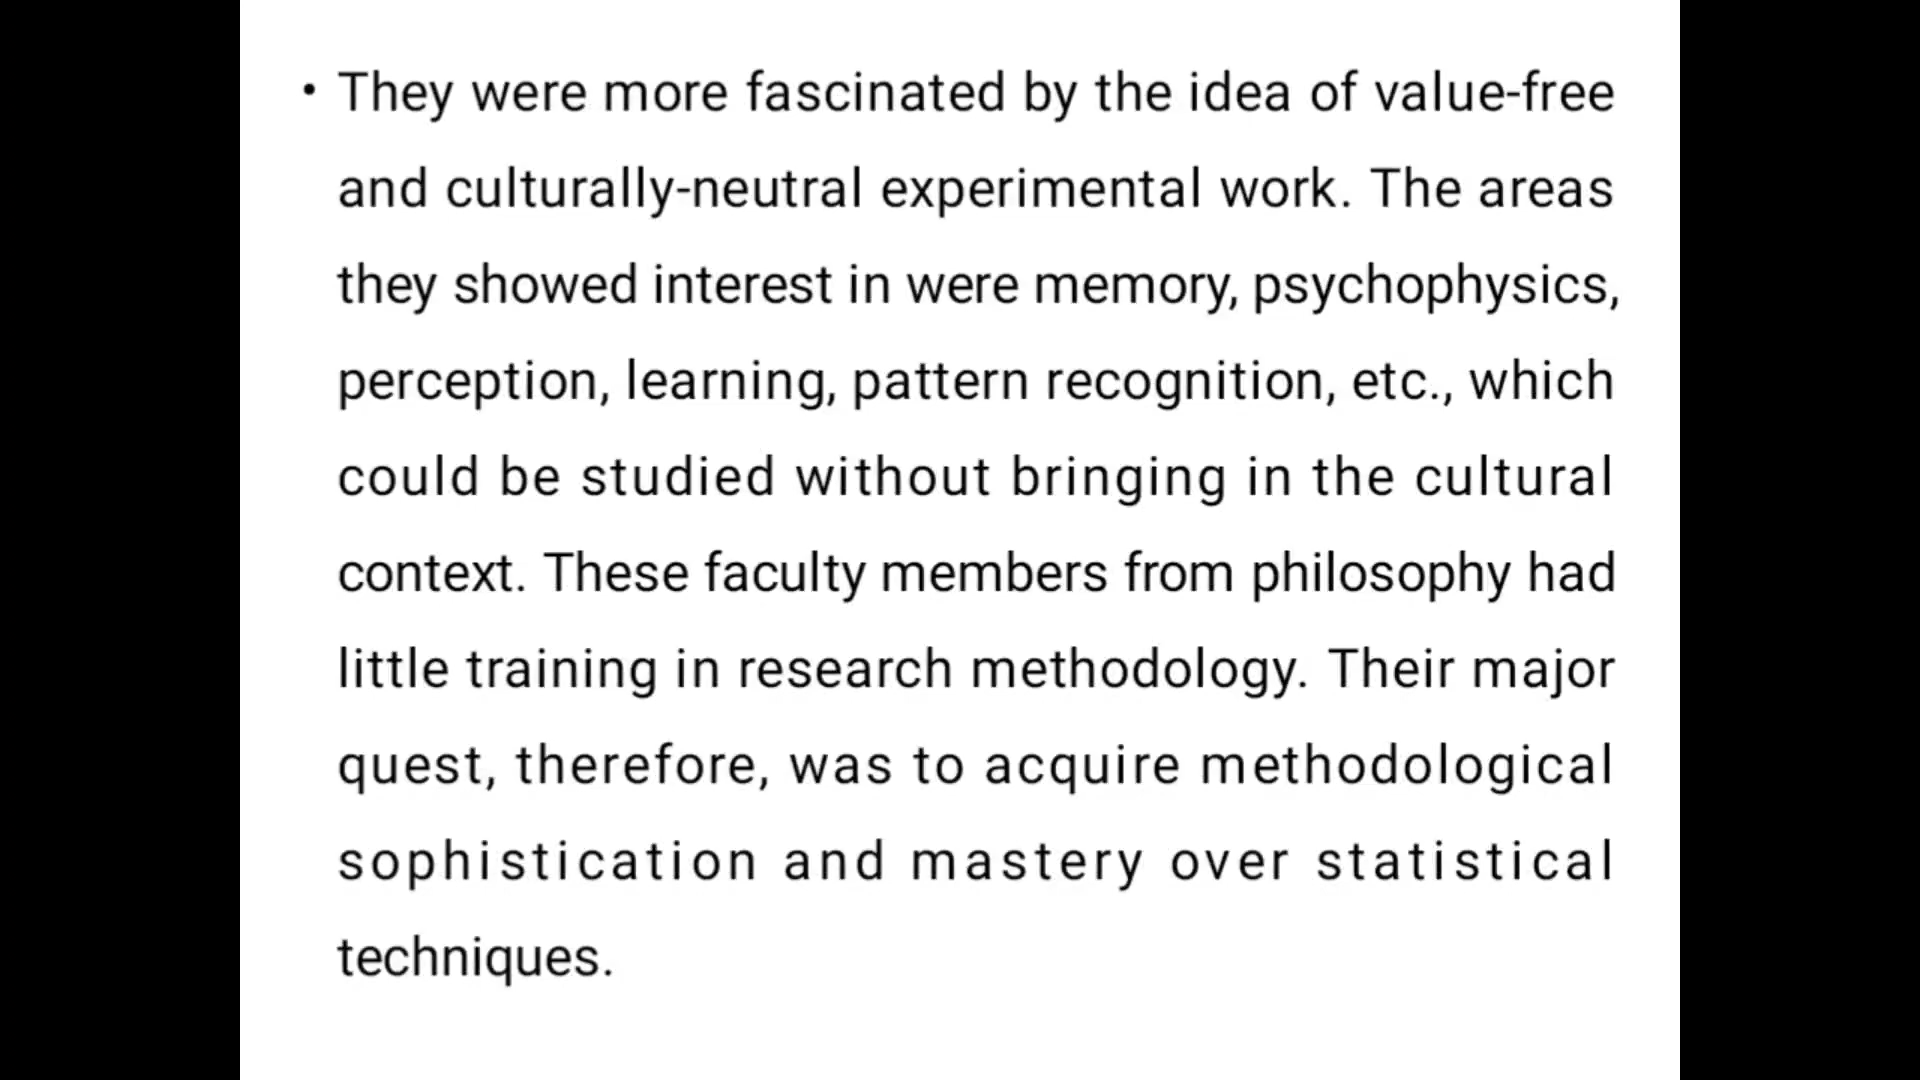 • They were more fascinated by the idea of value-free
and culturally-neutral experimental work. The areas
they showed interest in were memory, psychophysics,
perception, learning, pattern recognition, etc., which
could be studied without bringing in the cultural
context. These faculty members from philosophy had
little training in research methodology. Their major
quest, therefore, was to acquire methodological
sophistication and mastery over statistical
techniques.